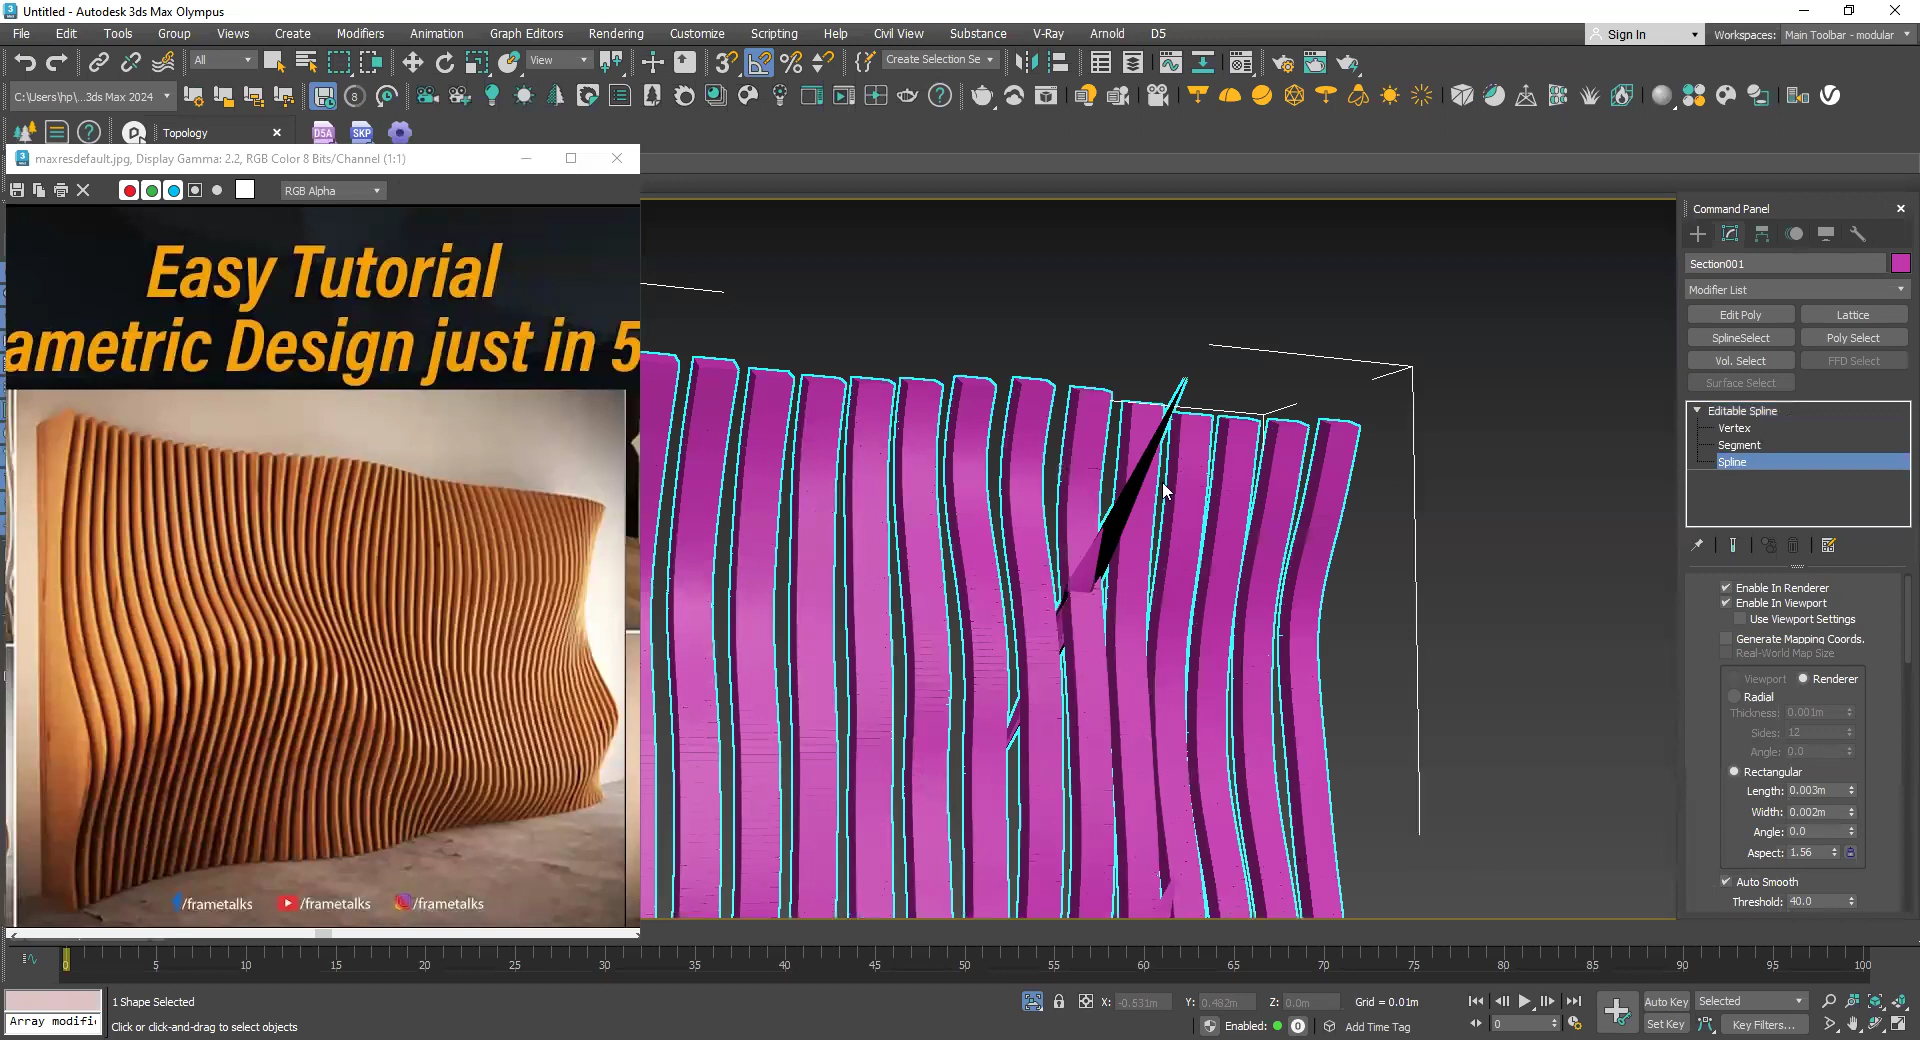 Untitled - Autodesk 3ds Max Olympus
File Edit Tools Group Views Create Modifiers Animation Graph Editors Rendering Customize Scripting Help Civil View Substance V-Ray Arnold D5
Sign In Workspaces: Main Toolbar - modular
All View Create Selection Se
C:\Users\hp\...3ds Max 2024
Topology D5A SKP
maxresdefault.jpg, Display Gamma: 2.2, RGB Color 8 Bits/Channel (1:1)
RGB Alpha
Easy Tutorial
ametric Design just in 5
/frametalks /frametalks /frametalks
Command Panel
Section001
Modifier List
Edit Poly Lattice
SplineSelect Poly Select
Vol. Select FFD Select
Surface Select
Editable Spline
Vertex
Segment
Spline
Enable In Renderer
Enable In Viewport
Use Viewport Settings
Generate Mapping Coords.
Real-World Map Size
Viewport Renderer
Radial
Thickness: 0.001m
Sides: 12
Angle: 0.0
Rectangular
Length: 0.003m
Width: 0.002m
Angle: 0.0
Aspect: 1.56
Auto Smooth
Threshold: 40.0
0 5 10 15 20 25 30 35 40 45 50 55 60 65 70 75 80 85 90 95 100
1 Shape Selected X: -0.531m Y: 0.482m Z: 0.0m Grid = 0.01m Auto Key Selected
Array modifi Click or click-and-drag to select objects Enabled: 0 Add Time Tag 0 Set Key Key Filters...